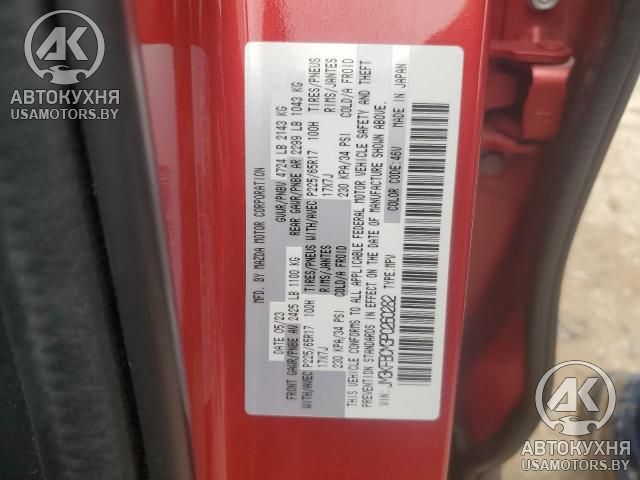 MFD. BY MAZDA MOTOR CORPORATION
DATE 05/23 GVWR/PNBV 4724 LB 2143 KG
FRONT GAWR/PNBE AV 2425 LB 1100 KG REAR GAWR/PNBE AR 2299 LB 1043 KG
WITH/AVEC P225/65R17 100H TIRES/PNEUS WITH/AVEC P225/65R17 100H TIRES/PNEUS
17X7J RIMS/JANTES 17X7J RIMS/JANTES
230 KPA/34 PSI COLD/A FROID 230 KPA/34 PSI COLD/A FROID
THIS VEHICLE CONFORMS TO ALL APPLICABLE FEDERAL MOTOR VEHICLE SAFETY AND THEFT
PREVENTION STANDARDS IN EFFECT ON THE DATE OF MANUFACTURE SHOWN ABOVE.
VIN: TYPE:MPV COLOR CODE:46V MADE IN JAPAN
АК
АВТОКУХНЯ
USAMOTORS.BY
АК
АВТОКУХНЯ
USAMOTORS.BY